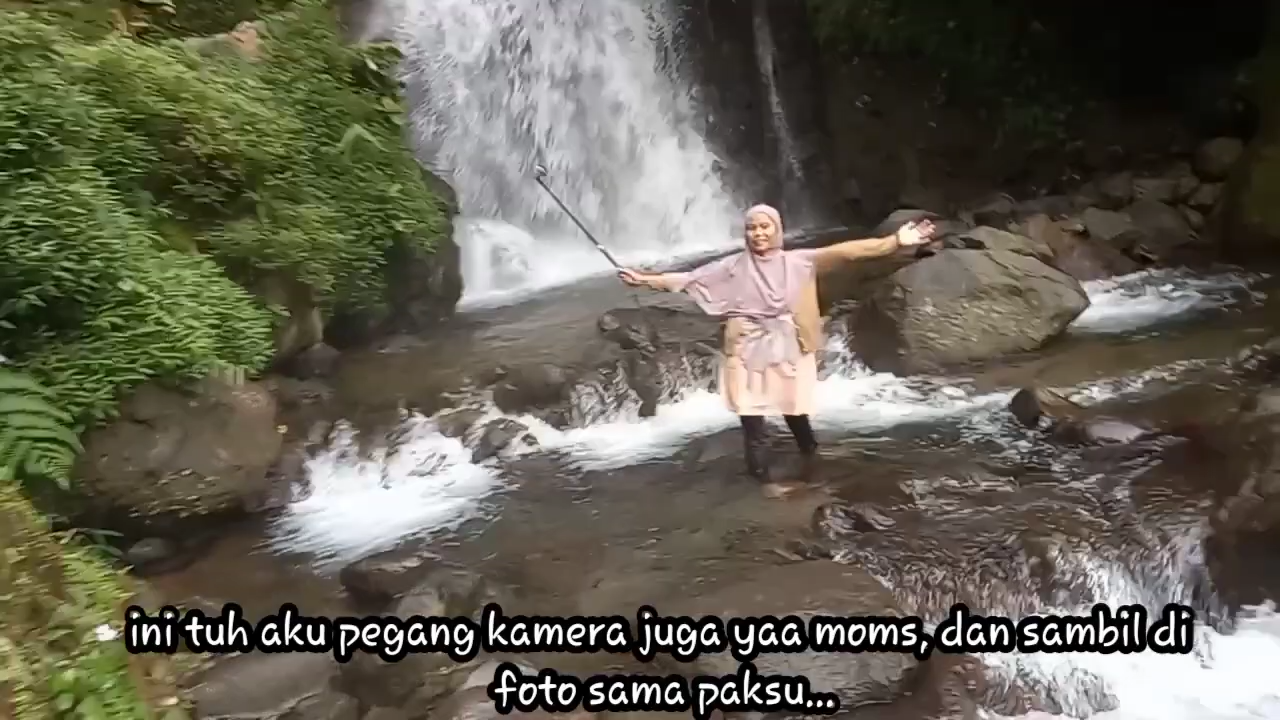 ini tuh aku pegang kamera juga yaa moms, dan sambil di
foto sama paksu...